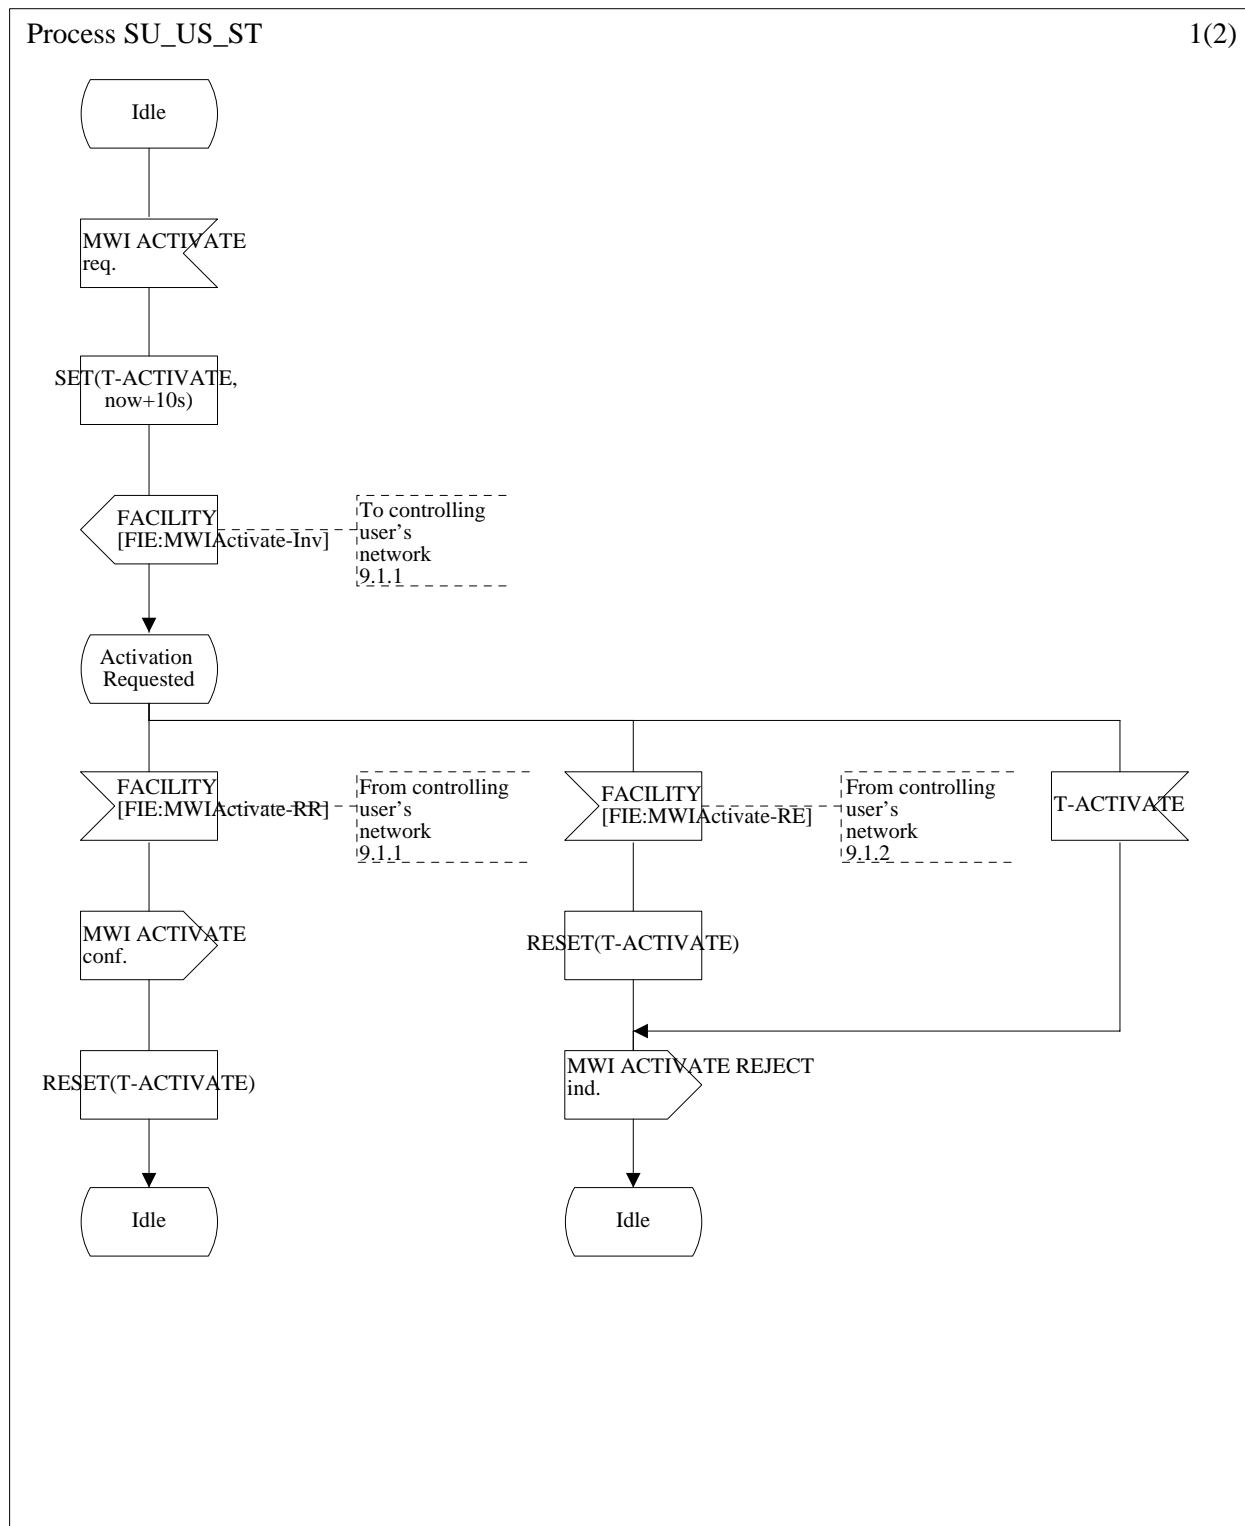 Process SU_US_ST
1(2)
Idle
MWI ACTIVATE
req.
SET(T-ACTIVATE,
now+10s)
FACILITY
[FIE:MWIActivate-Inv]
To controlling
user's
network
9.1.1
Activation
Requested
FACILITY
[FIE:MWIActivate-RR]
From controlling
user's
network
9.1.1
FACILITY
[FIE:MWIActivate-RE]
From controlling
user's
network
9.1.2
T-ACTIVATE
MWI ACTIVATE
conf.
RESET(T-ACTIVATE)
RESET(T-ACTIVATE)
MWI ACTIVATE REJECT
ind.
Idle
Idle